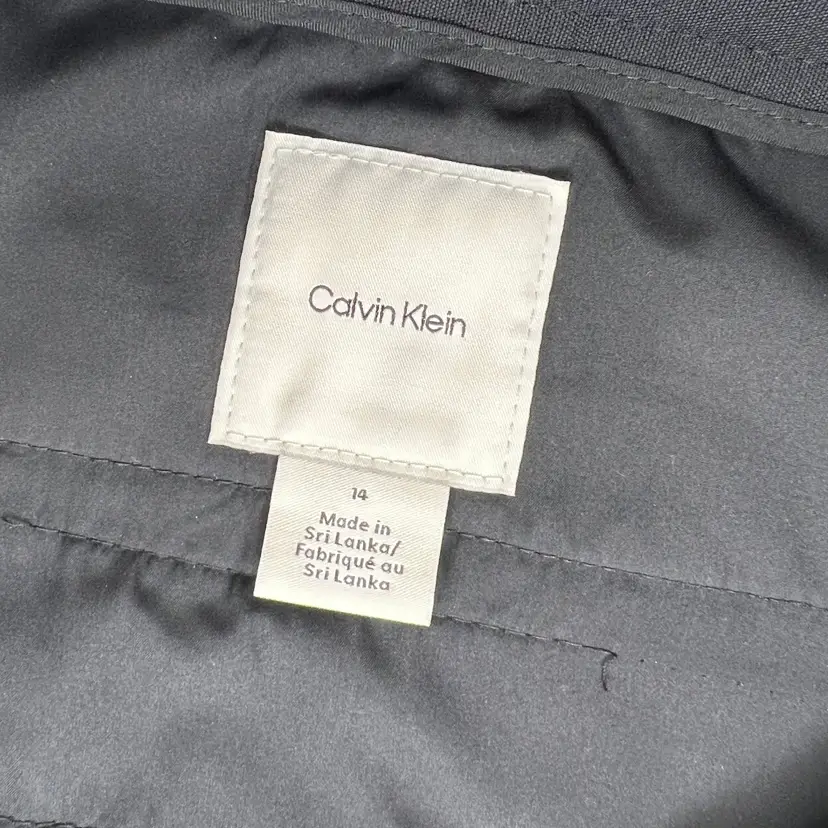 Calvin Klein
14
Made in
Sri Lanka/
Fabriqué au
Sri Lanka